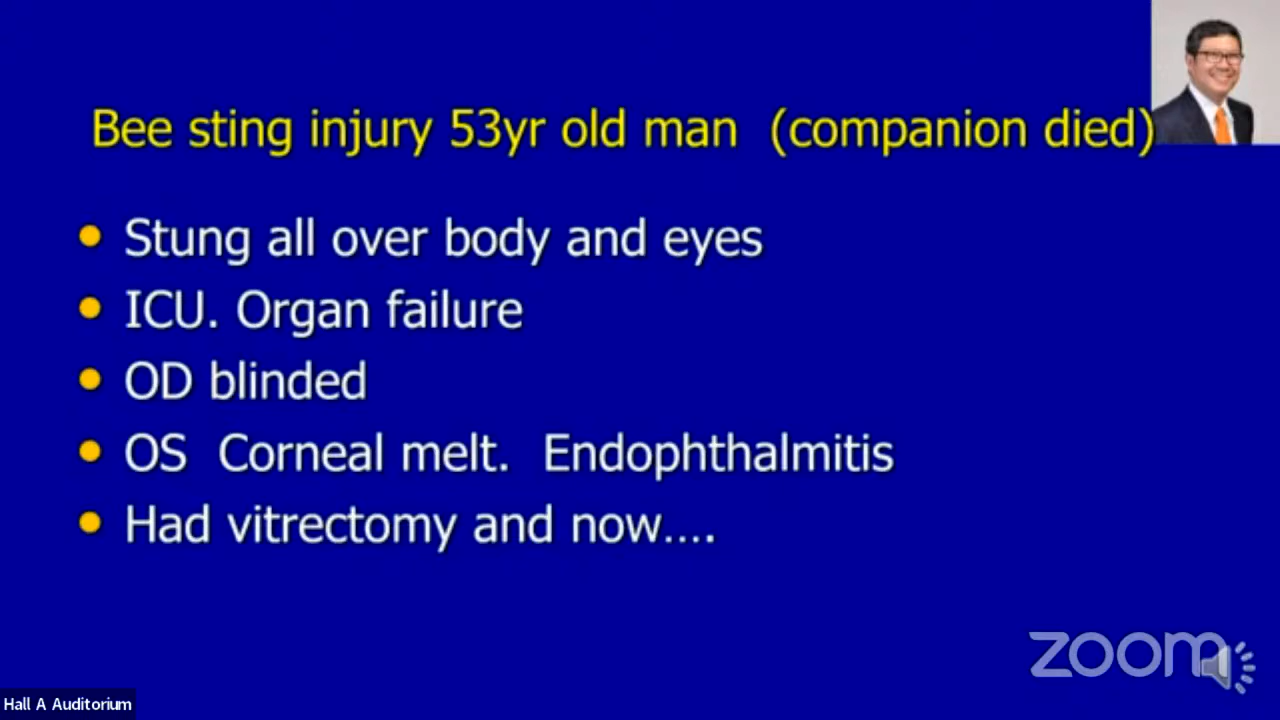 Bee sting injury 53yr old man (companion died)
Stung all over body and eyes
ICU. Organ failure
OD blinded
OS Corneal melt. Endophthalmitis
Had vitrectomy and now....
zoom
Hall A Auditorium